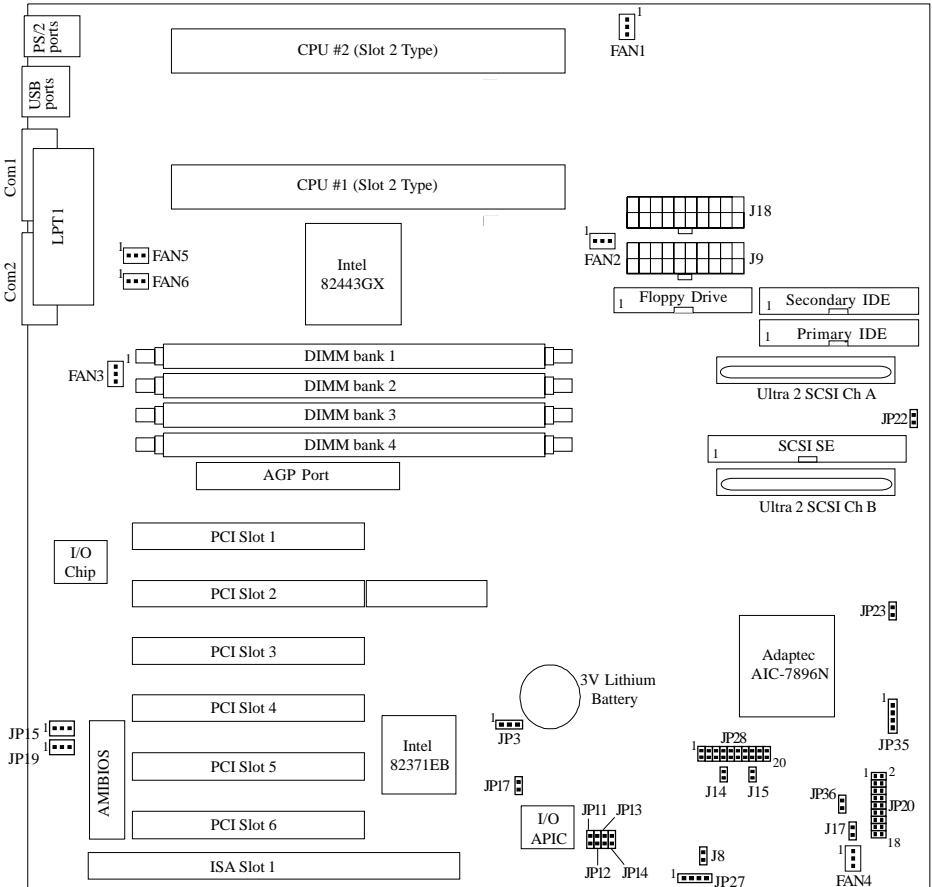 PS/2
ports
CPU #2 (Slot 2 Type)
1
FAN1
USB
ports
Com1
LPT1
Com2
CPU #1 (Slot 2 Type)
J18
1
FAN2
J9
1
FAN5
1
FAN6
Intel
82443GX
1
Floppy Drive
1
Secondary IDE
1
Primary IDE
FAN3
1
DIMM bank 1
DIMM bank 2
DIMM bank 3
DIMM bank 4
Ultra 2 SCSI Ch A
JP22
1
SCSI SE
AGP Port
Ultra 2 SCSI Ch B
PCI Slot 1
I/O
Chip
PCI Slot 2
JP23
PCI Slot 3
Adaptec
AIC-7896N
3V Lithium
Battery
PCI Slot 4
1
JP3
1
JP35
JP15
1
JP19
1
AMIBIOS
Intel
82371EB
PCI Slot 5
JP28
1
20
J14
J15
JP17
1
2
JP36
JP20
18
PCI Slot 6
I/O
APIC
JP11
JP13
JP12
JP14
J17
J8
1
FAN4
ISA Slot 1
1
JP27